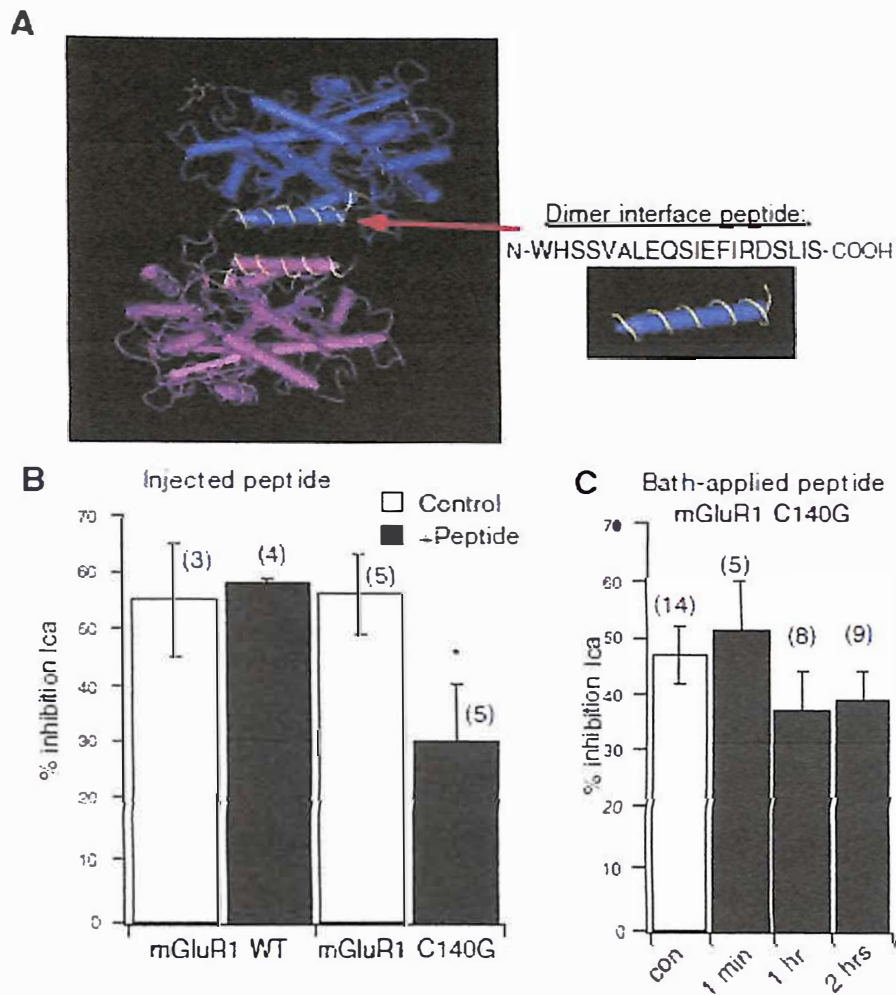 A
Dimer interface peptide:
N-WHSSVALEQSIEFIRDSLIS-COOH
B
Injected peptide
Control
+Peptide
% inhibition Ica
70
60
60
40
30
20
10
0
(3)
(4)
(5)
(5)
mGluR1 WT
mGluR1 C140G
C
Bath-applied peptide
mGluR1 C140G
% inhibition Ica
70
60
50
40
30
20
10
0
(14)
(5)
(8)
(9)
con
1 min
1 hr
2 hrs